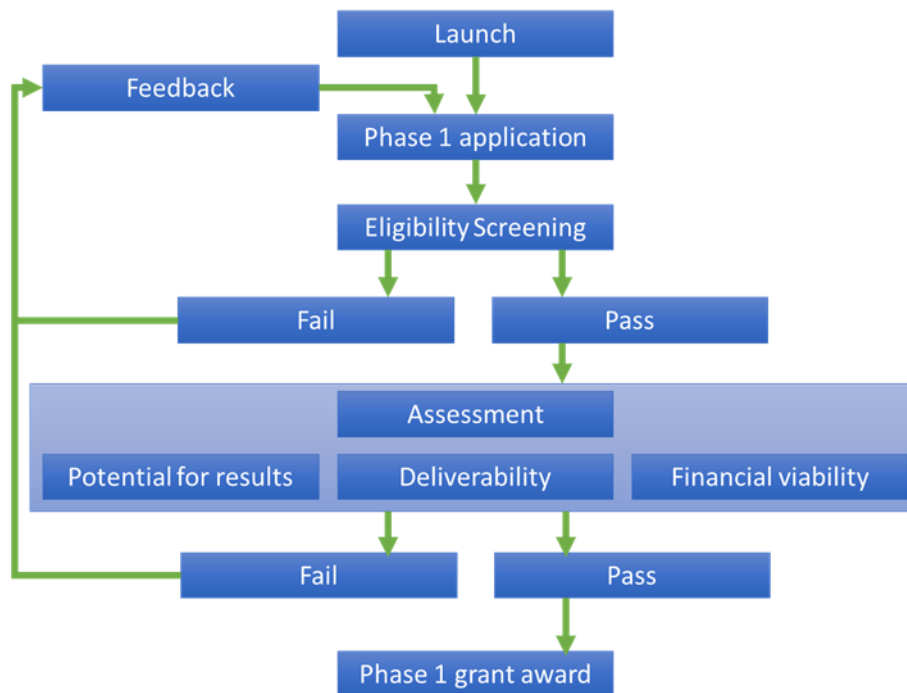 Launch
Feedback
Phase 1 application
Eligibility Screening
Fail
Pass
Assessment
Potential for results
Deliverability
Financial viability
Fail
Pass
Phase 1 grant award